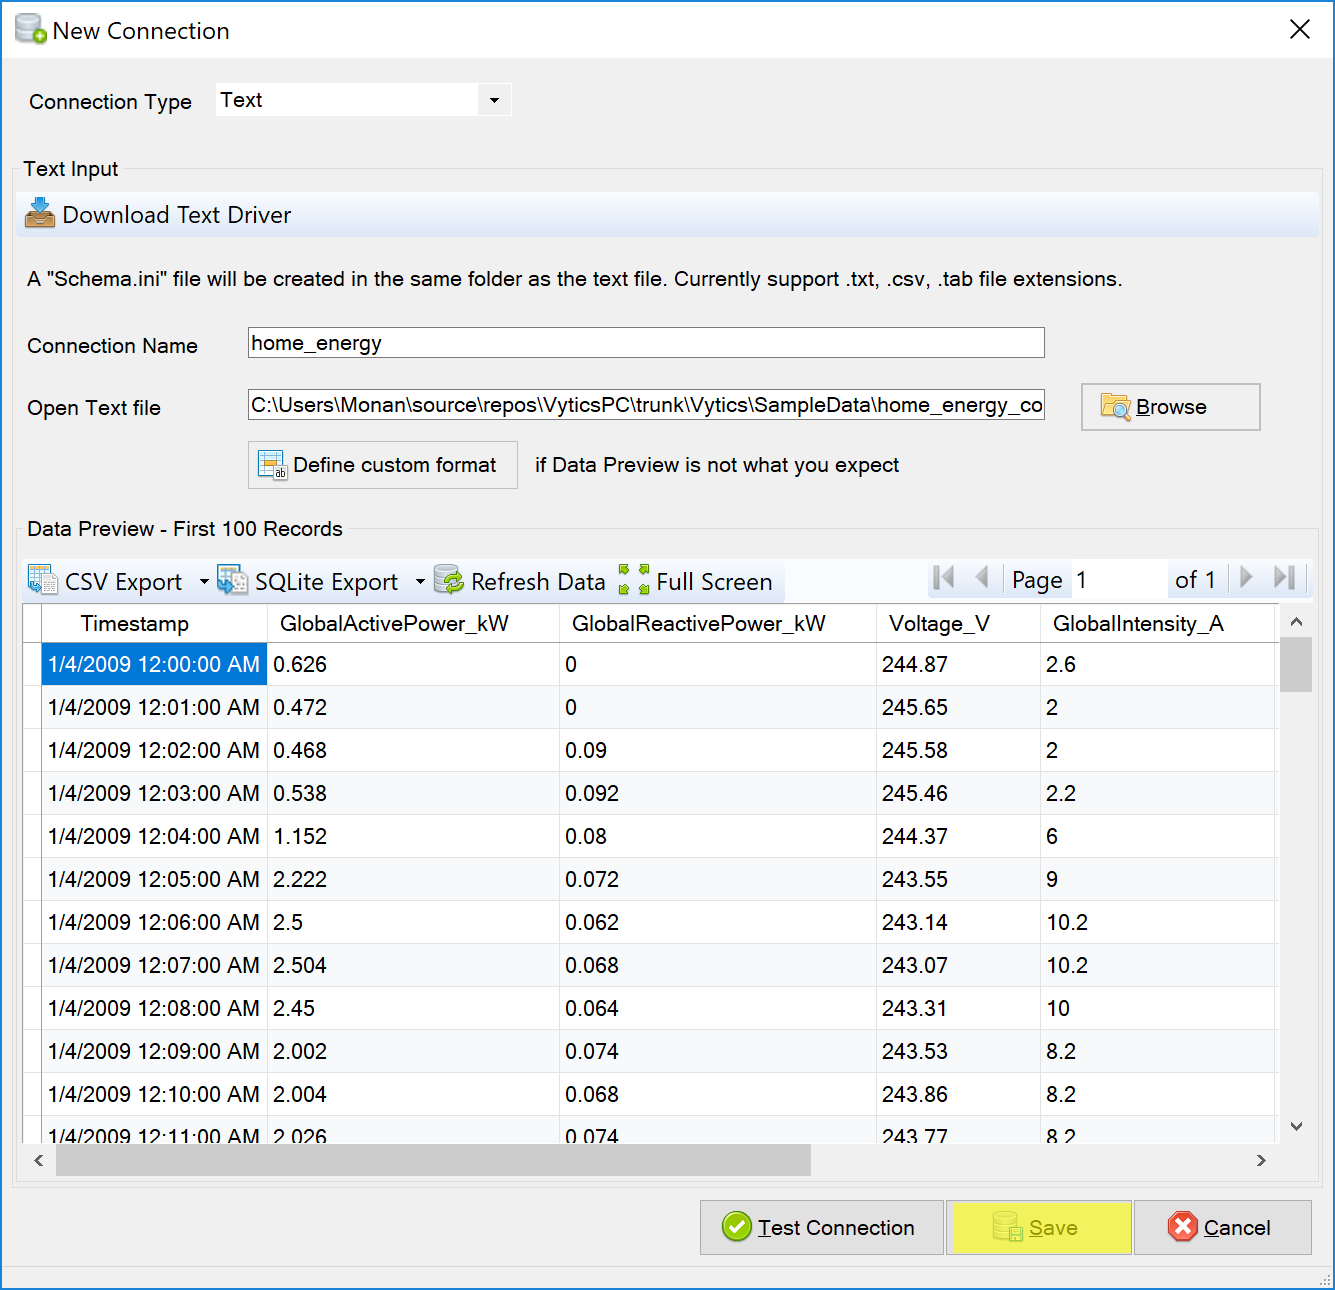 New Connection
Connection Type Text
Text Input
Download Text Driver
A "Schema.ini" file will be created in the same folder as the text file. Currently support .txt, .csv, .tab file extensions.
Connection Name home_energy
Open Text file C:\Users\Monan\source\repos\VyticsPC\trunk\Vytics\SampleData\home_energy_co Browse
ab Define custom format if Data Preview is not what you expect
Data Preview - First 100 Records
CSV Export SQLite Export Refresh Data Full Screen Page 1 of 1
Timestamp GlobalActivePower_kW GlobalReactivePower_kW Voltage_V GlobalIntensity_A
1/4/2009 12:00:00 AM 0.626 0 244.87 2.6
1/4/2009 12:01:00 AM 0.472 0 245.65 2
1/4/2009 12:02:00 AM 0.468 0.09 245.58 2
1/4/2009 12:03:00 AM 0.538 0.092 245.46 2.2
1/4/2009 12:04:00 AM 1.152 0.08 244.37 6
1/4/2009 12:05:00 AM 2.222 0.072 243.55 9
1/4/2009 12:06:00 AM 2.5 0.062 243.14 10.2
1/4/2009 12:07:00 AM 2.504 0.068 243.07 10.2
1/4/2009 12:08:00 AM 2.45 0.064 243.31 10
1/4/2009 12:09:00 AM 2.002 0.074 243.53 8.2
1/4/2009 12:10:00 AM 2.004 0.068 243.86 8.2
1/4/2009 12:11:00 AM 2.026 0.074 243.77 8.2
Test Connection Save Cancel